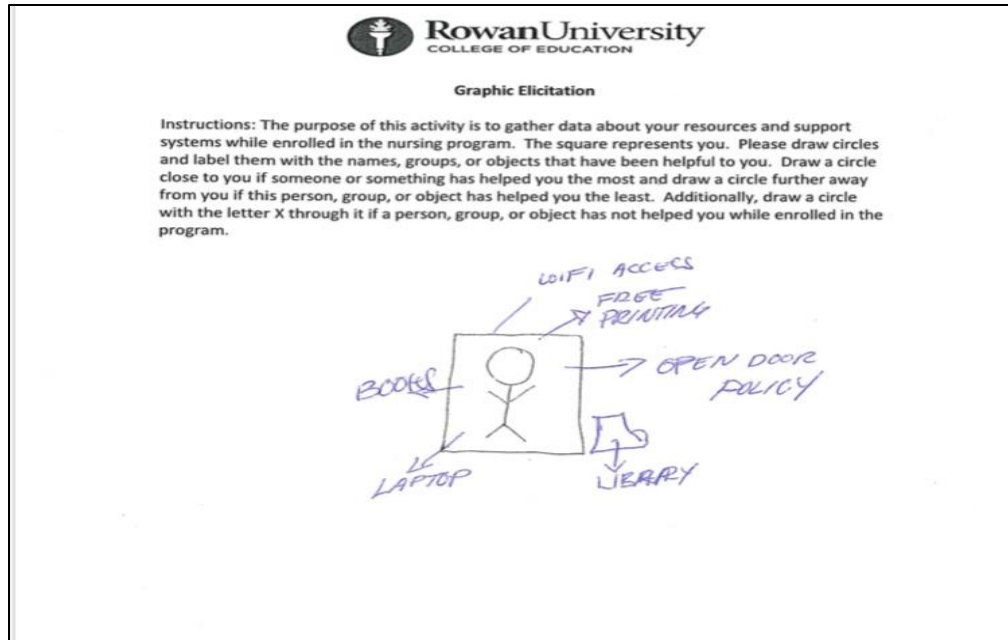 RowanUniversity
COLLEGE OF EDUCATION
Graphic Elicitation
Instructions: The purpose of this activity is to gather data about your resources and support
systems while enrolled in the nursing program. The square represents you. Please draw circles
and label them with the names, groups, or objects that have been helpful to you. Draw a circle
close to you if someone or something has helped you the most and draw a circle further away
from you if this person, group, or object has helped you the least. Additionally, draw a circle
with the letter X through it if a person, group, or object has not helped you while enrolled in the
program.
WIFI ACCESS
FREE
PRINTING
OPEN DOOR
POLICY
BOOKS
LAPTOP
LIBRARY